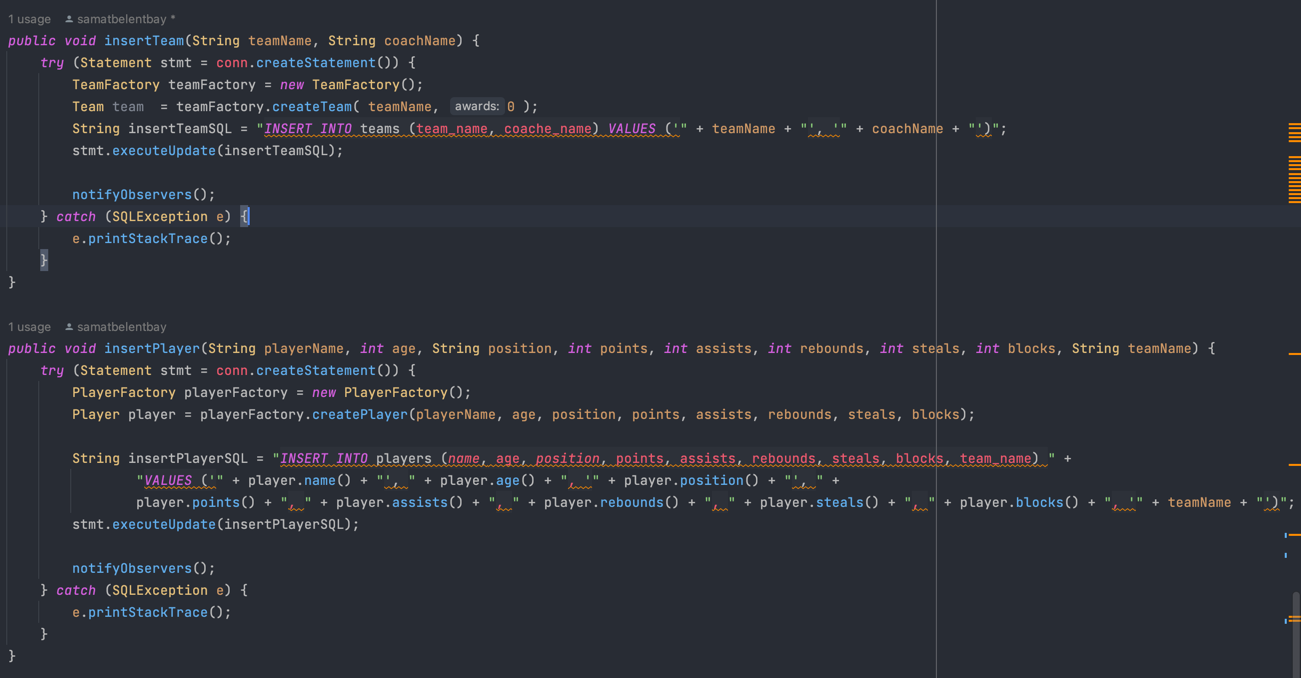 1 usage samatbelentbay *
public void insertTeam(String teamName, String coachName) {
try (Statement stmt = conn.createStatement()) {
TeamFactory teamFactory = new TeamFactory();
Team team = teamFactory.createTeam( teamName, awards: 0 );
String insertTeamSQL = "INSERT INTO teams (team_name, coache_name) VALUES ('" + teamName + "', '" + coachName + "')";
stmt.executeUpdate(insertTeamSQL);
notifyObservers();
} catch (SQLException e) {
e.printStackTrace();
}
}
1 usage samatbelentbay
public void insertPlayer(String playerName, int age, String position, int points, int assists, int rebounds, int steals, int blocks, String teamName) {
try (Statement stmt = conn.createStatement()) {
PlayerFactory playerFactory = new PlayerFactory();
Player player = playerFactory.createPlayer(playerName, age, position, points, assists, rebounds, steals, blocks);
String insertPlayerSQL = "INSERT INTO players (name, age, position, points, assists, rebounds, steals, blocks, team_name) " +
"VALUES ('" + player.name() + "', " + player.age() + ", '" + player.position() + "', " +
player.points() + ", " + player.assists() + ", " + player.rebounds() + ", " + player.steals() + ", " + player.blocks() + ", '" + teamName + "')";
stmt.executeUpdate(insertPlayerSQL);
notifyObservers();
} catch (SQLException e) {
e.printStackTrace();
}
}